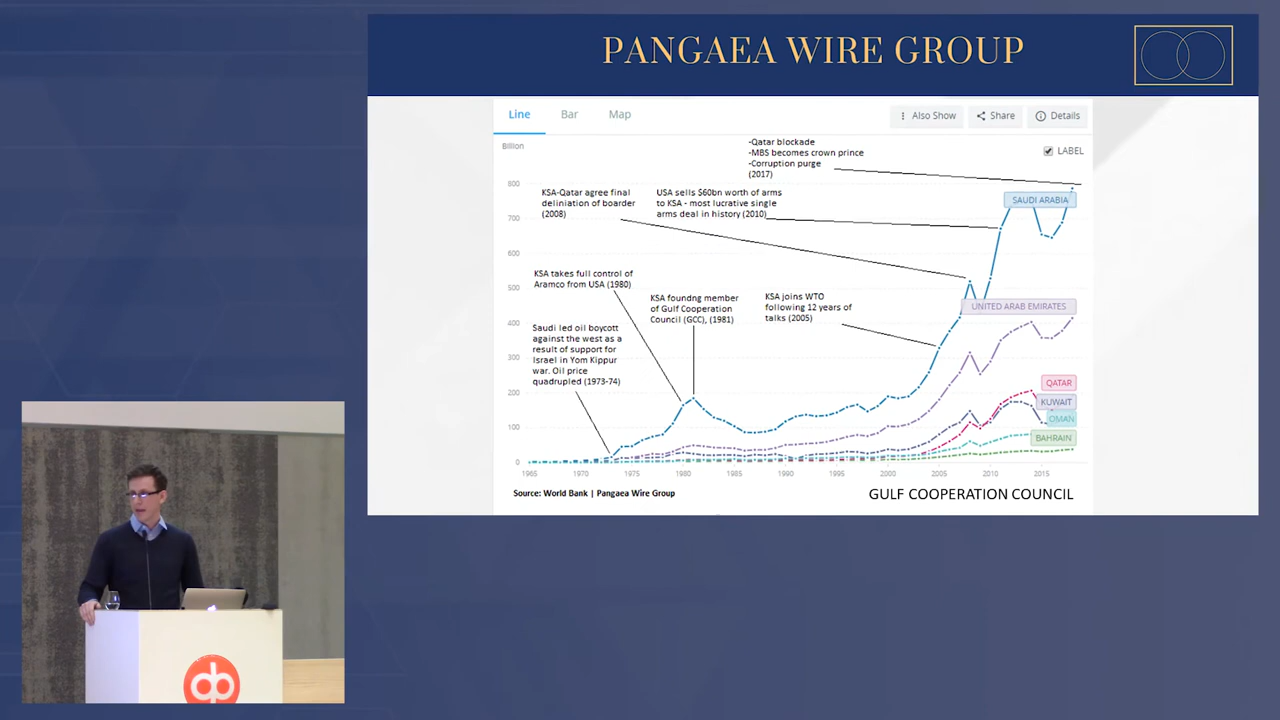 PANGAEA WIRE GROUP
Line
Bar
Map
Also Show
Share
Details
Billion
LABEL
-Qatar blockade
-MBS becomes crown prince
-Corruption purge
(2017)
KSA-Qatar agree final
deliniation of boarder
(2008)
USA sells $60bn worth of arms
to KSA - most lucrative single
arms deal in history (2010)
KSA takes full control of
Aramco from USA (1980)
KSA foundng member
of Gulf Cooperation
Council (GCC), (1981)
KSA joins WTO
following 12 years of
talks (2005)
Saudi led oil boycott
against the west as a
result of support for
Israel in Yom Kippur
war. Oil price
quadrupled (1973-74)
SAUDI ARABIA
UNITED ARAB EMIRATES
QATAR
KUWAIT
OMAN
BAHRAIN
800
700
600
500
400
300
200
100
0
1965
1970
1975
1980
1985
1990
1995
2000
2005
2010
2015
Source: World Bank | Pangaea Wire Group
GULF COOPERATION COUNCIL